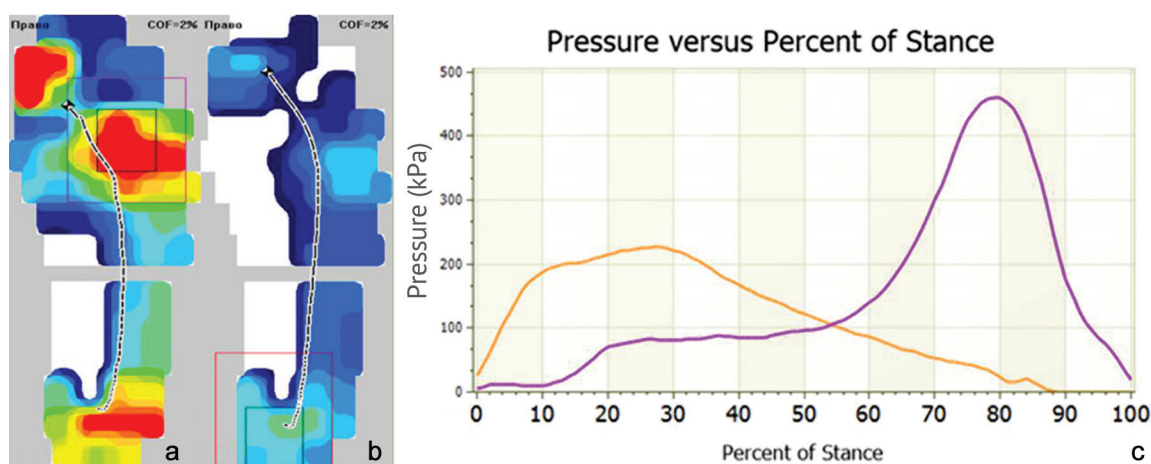 Право COF=2%
Право COF=2%
a
b
Pressure versus Percent of Stance
Pressure (kPa)
500
400
300
200
100
0
0 10 20 30 40 50 60 70 80 90 100
Percent of Stance
c